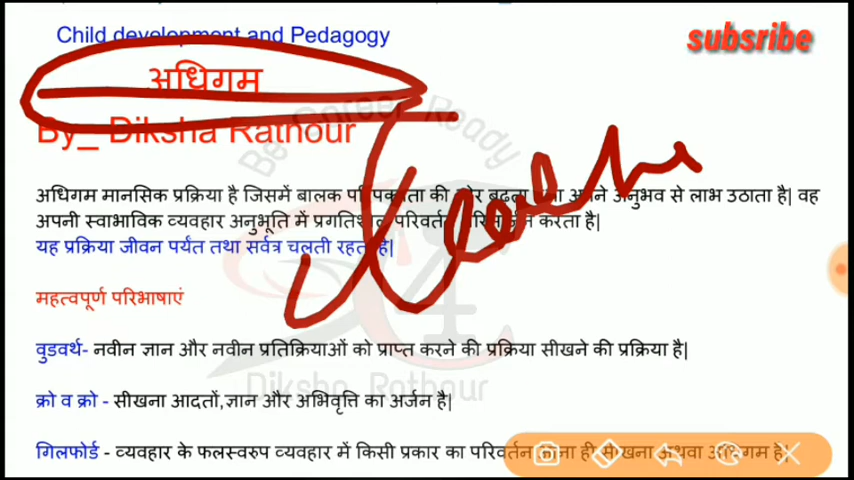 Child development and Pedagogy
subsribe
अधिगम
By_ Diksha Rathour
Be Career Ready
अधिगम मानसिक प्रक्रिया है जिसमें बालक परिपक्वता की ओर बढ़ता हुआ अपने अनुभव से लाभ उठाता है| वह
अपनी स्वाभाविक व्यवहार अनुभूति में प्रगतिशील परिवर्तन करता है|
यह प्रक्रिया जीवन पर्यंत तथा सर्वत्र चलती रहती है|
महत्वपूर्ण परिभाषाएं
वुडवर्थ- नवीन ज्ञान और नवीन प्रतिक्रियाओं को प्राप्त करने की प्रक्रिया सीखने की प्रक्रिया है|
Diksha Rathour
क्रो व क्रो - सीखना आदतों,ज्ञान और अभिवृत्ति का अर्जन है|
गिलफोर्ड - व्यवहार के फलस्वरुप व्यवहार में किसी प्रकार का परिवर्तन आना ही सीखना अथवा अधिगम है|